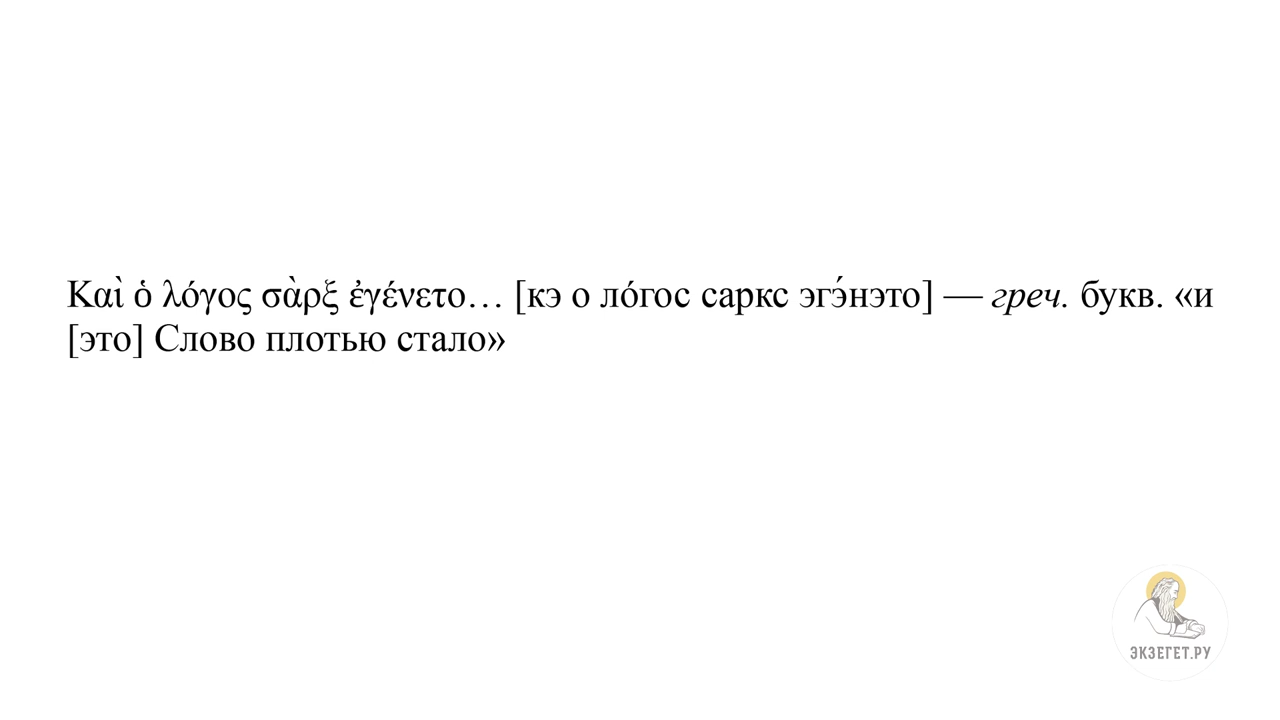 Καὶ ὁ λόγος σὰρξ ἐγένετο… [кэ о ло́гос саркс эгэ́нэто] — греч. букв. «и
[это] Слово плотью стало»
ЭКЗЕГЕТ.РУ